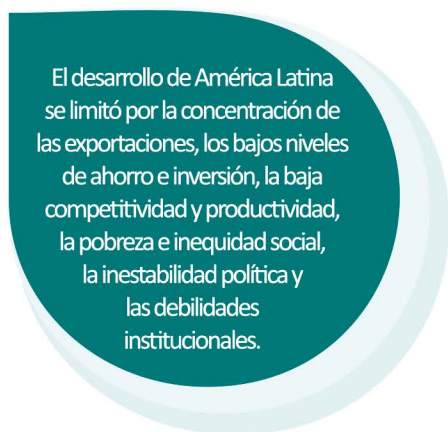 El desarrollo de América Latina
se limitó por la concentración de
las exportaciones, los bajos niveles
de ahorro e inversión, la baja
competitividad y productividad,
la pobreza e inequidad social,
la inestabilidad política y
las debilidades
institucionales.